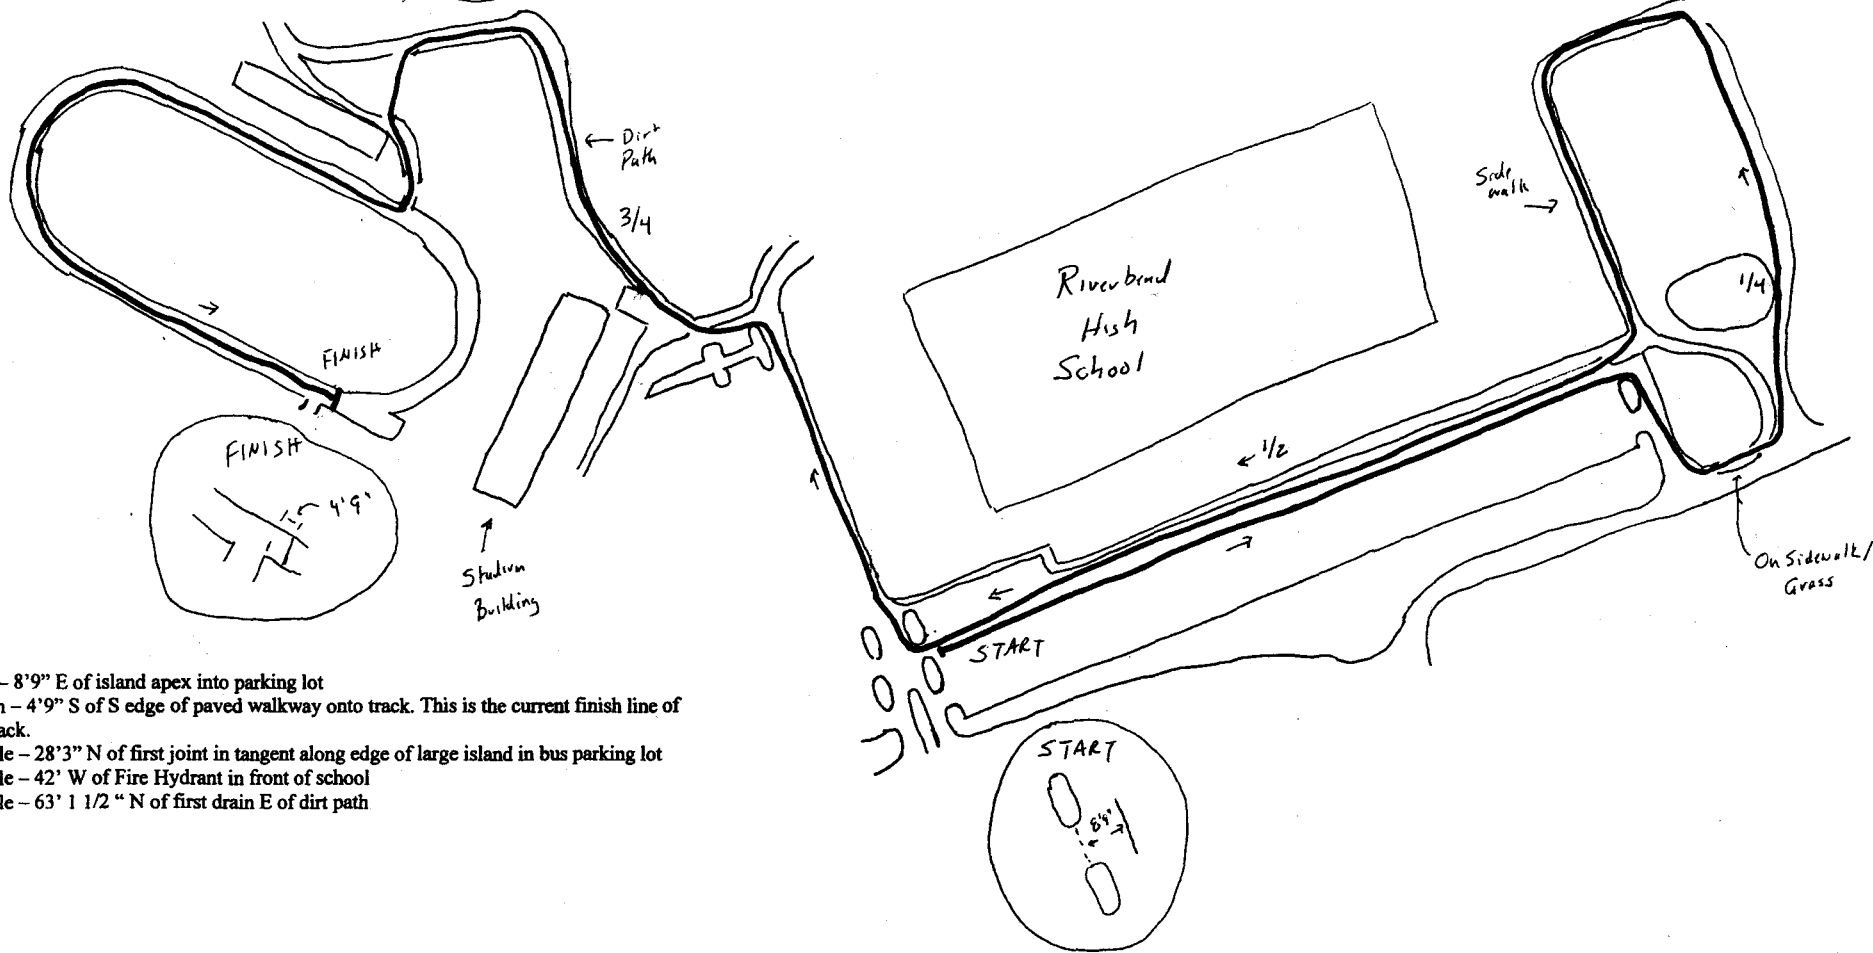 Dirt
Path
3/4
Side
walk
1/4
Riverbend
High
School
FINISH
1/2
FINISH
4'9"
On Sidewalk/
Grass
Stadium
Building
START
– 8’9” E of island apex into parking lot
n – 4’9” S of S edge of paved walkway onto track. This is the current finish line of
ack.
le – 28’3” N of first joint in tangent along edge of large island in bus parking lot
le – 42’ W of Fire Hydrant in front of school
le – 63’ 1 1/2 “ N of first drain E of dirt path
START
8'9"